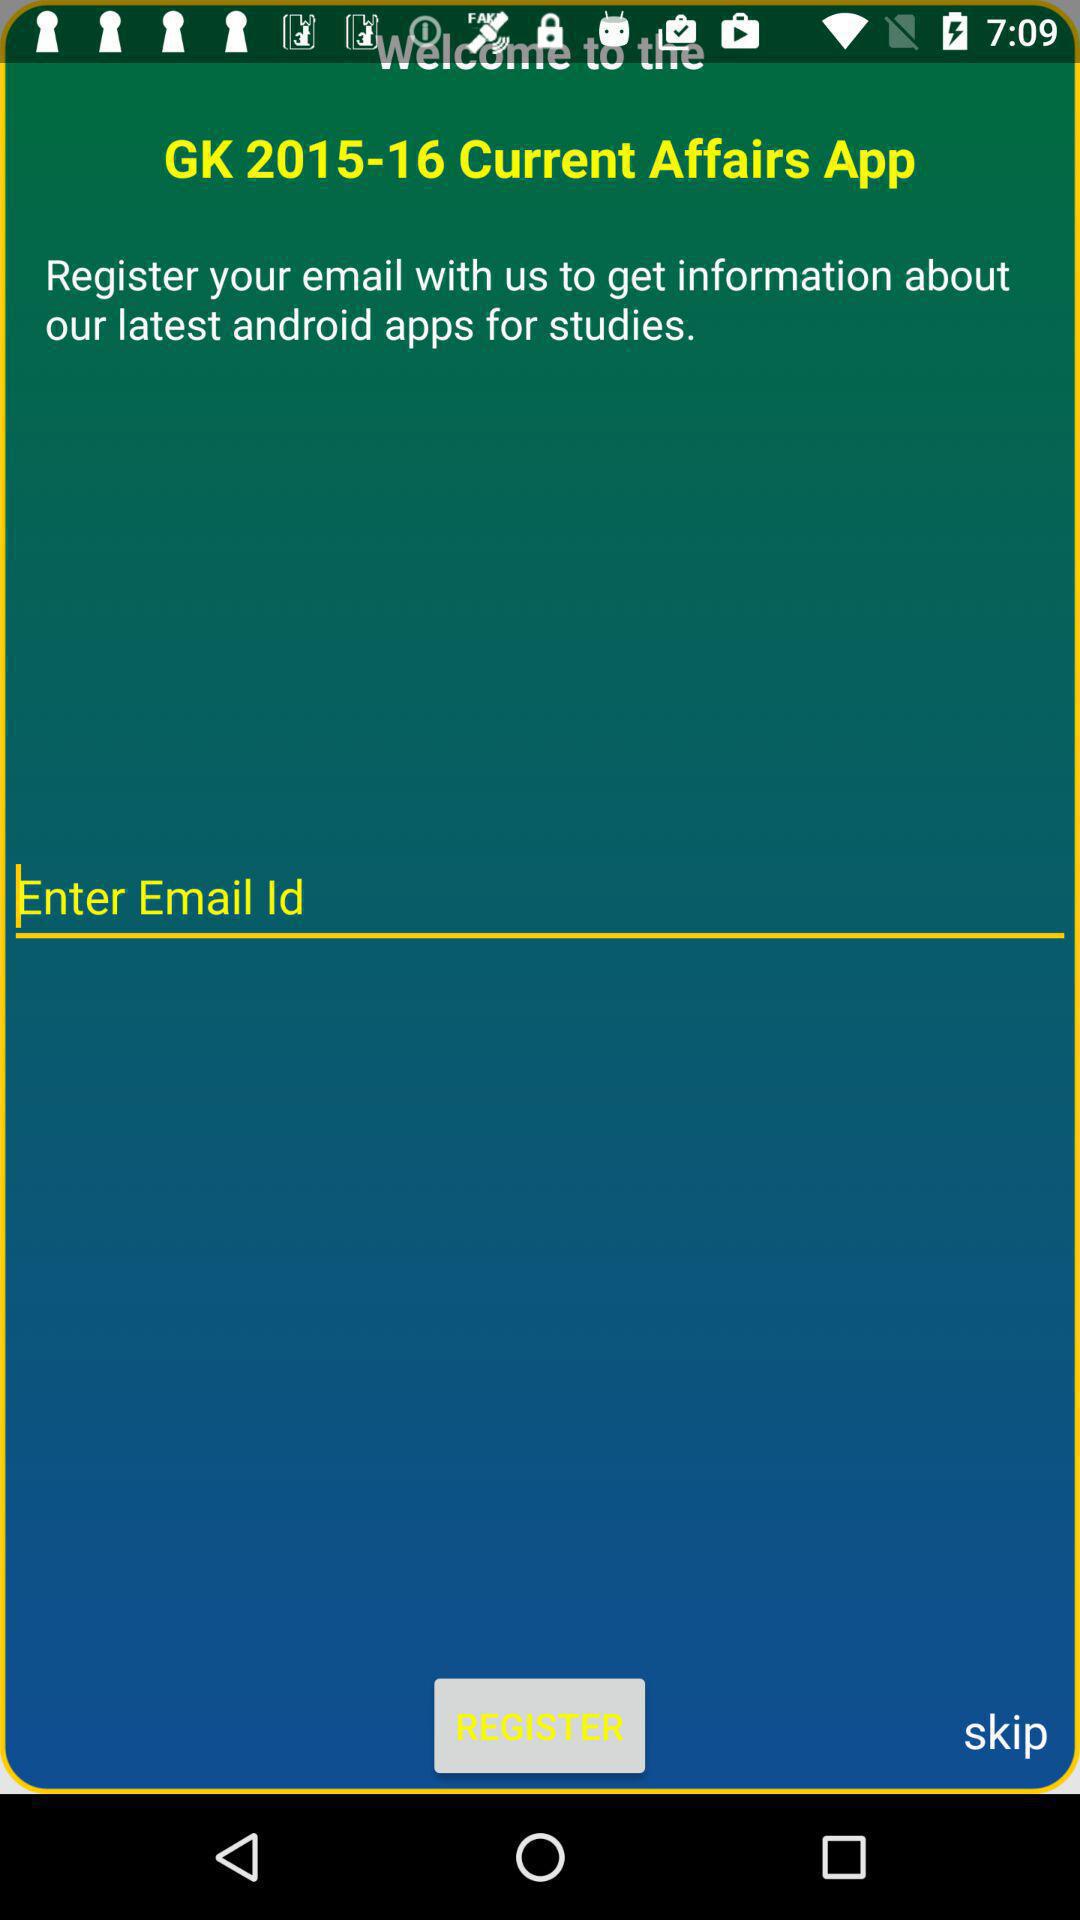 FAKE
7:09
Welcome to the
GK 2015-16 Current Affairs App
Register your email with us to get information about
our latest android apps for studies.
Enter Email Id
REGISTER
skip